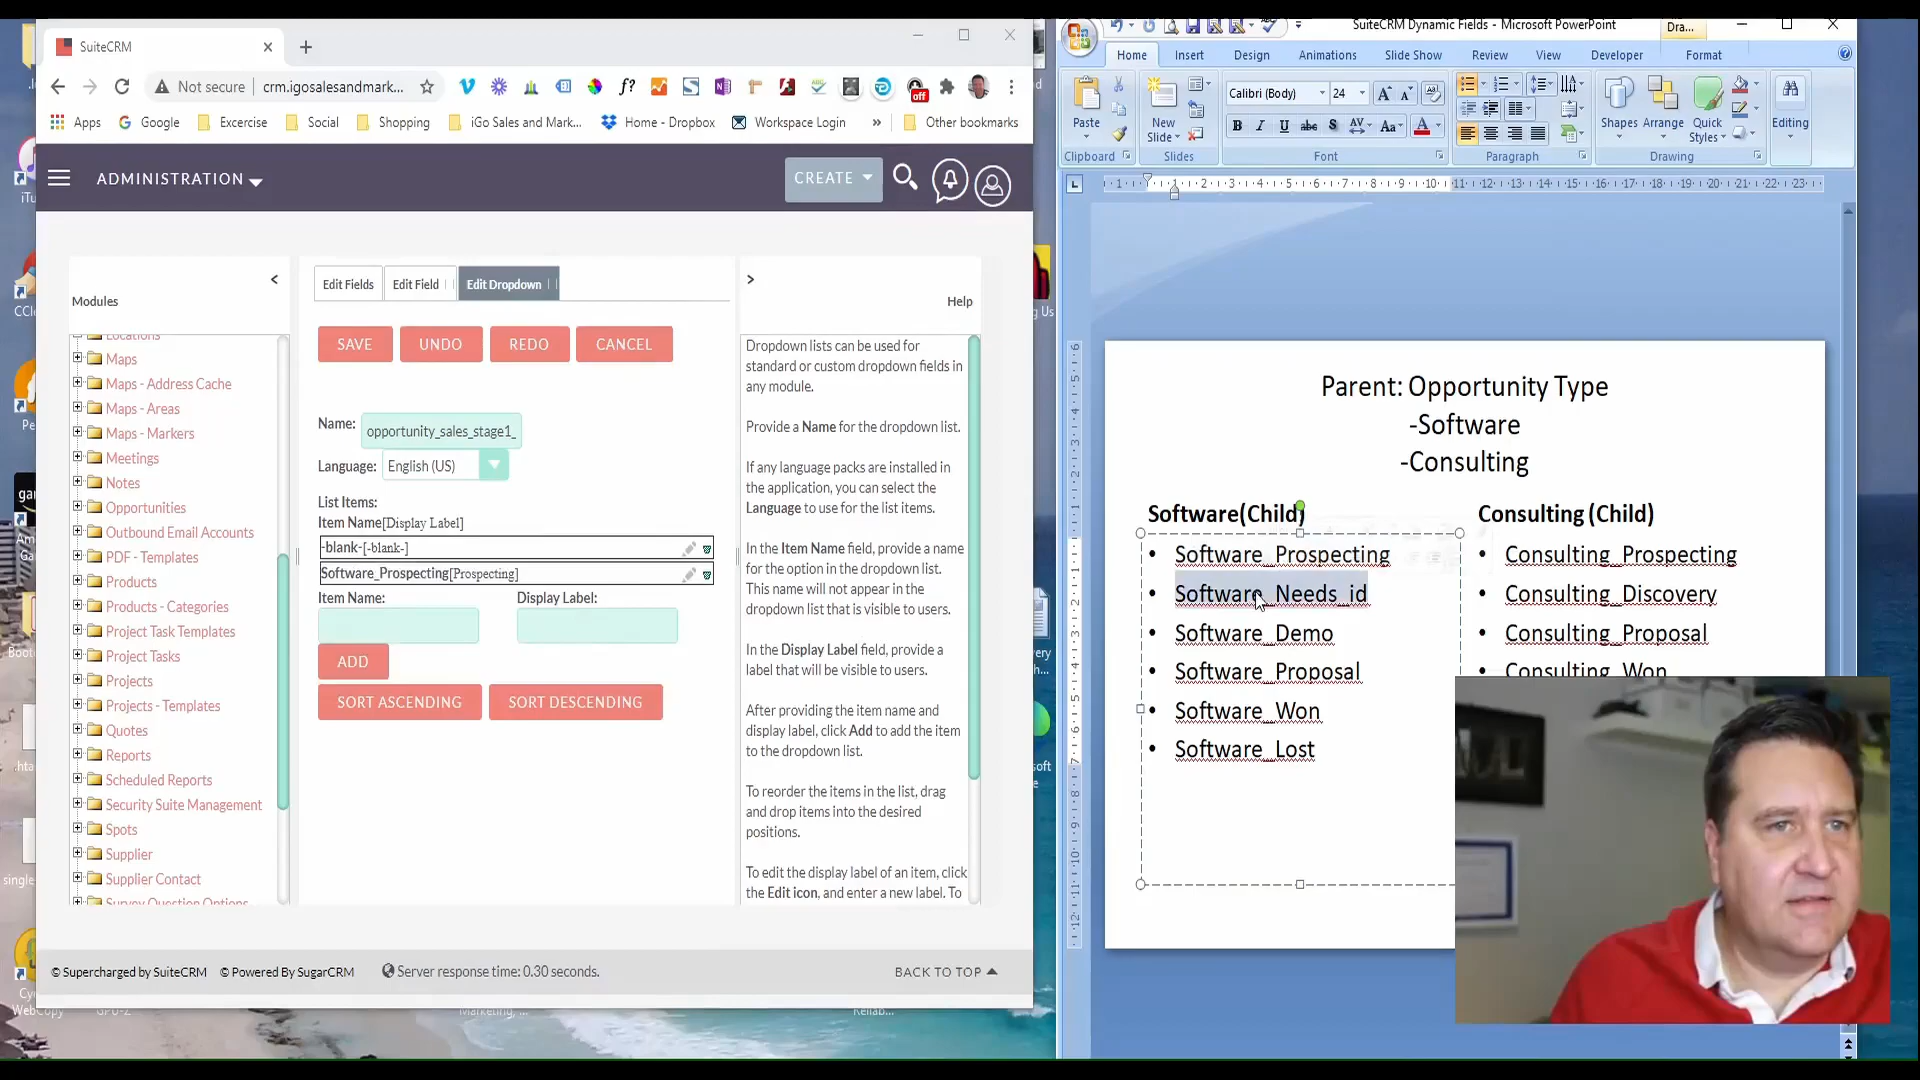 SuiteCRM
Not secure
crm.igosalesandmark...
off
Apps
Google
Excercise
Social
Shopping
iGo Sales and Mark...
Home - Dropbox
Workspace Login
»
Other bookmarks
ADMINISTRATION
CREATE
Modules
Locations
Maps
Maps - Address Cache
Maps - Areas
Maps - Markers
Meetings
Notes
Opportunities
Outbound Email Accounts
PDF - Templates
Products
Products - Categories
Project Task Templates
Project Tasks
Projects
Projects - Templates
Quotes
Reports
Scheduled Reports
Security Suite Management
Spots
Supplier
Supplier Contact
Survey Question Options
Edit Fields
Edit Field
Edit Dropdown
SAVE
UNDO
REDO
CANCEL
Name:
opportunity_sales_stage1_
Language:
English (US)
List Items:
Item Name[Display Label]
-blank-[-blank-]
Software_Prospecting[Prospecting]
Item Name:
Display Label:
ADD
SORT ASCENDING
SORT DESCENDING
Help
Dropdown lists can be used for
standard or custom dropdown fields in
any module.
Provide a Name for the dropdown list.
If any language packs are installed in
the application, you can select the
Language to use for the list items.
In the Item Name field, provide a name
for the option in the dropdown list.
This name will not appear in the
dropdown list that is visible to users.
In the Display Label field, provide a
label that will be visible to users.
After providing the item name and
display label, click Add to add the item
to the dropdown list.
To reorder the items in the list, drag
and drop items into the desired
positions.
To edit the display label of an item, click
the Edit icon, and enter a new label. To
© Supercharged by SuiteCRM
© Powered By SugarCRM
Server response time: 0.30 seconds.
BACK TO TOP
SuiteCRM Dynamic Fields - Microsoft PowerPoint
Dra...
Home
Insert
Design
Animations
Slide Show
Review
View
Developer
Format
Paste
Clipboard
New
Slide
Slides
Calibri (Body)
24
Font
Paragraph
Shapes
Arrange
Quick
Styles
Drawing
Editing
Parent: Opportunity Type
-Software
-Consulting
Software(Child)
• Software_Prospecting
• Software_Needs_id
• Software_Demo
• Software_Proposal
• Software_Won
• Software_Lost
Consulting (Child)
• Consulting_Prospecting
• Consulting_Discovery
• Consulting_Proposal
• Consulting_Won